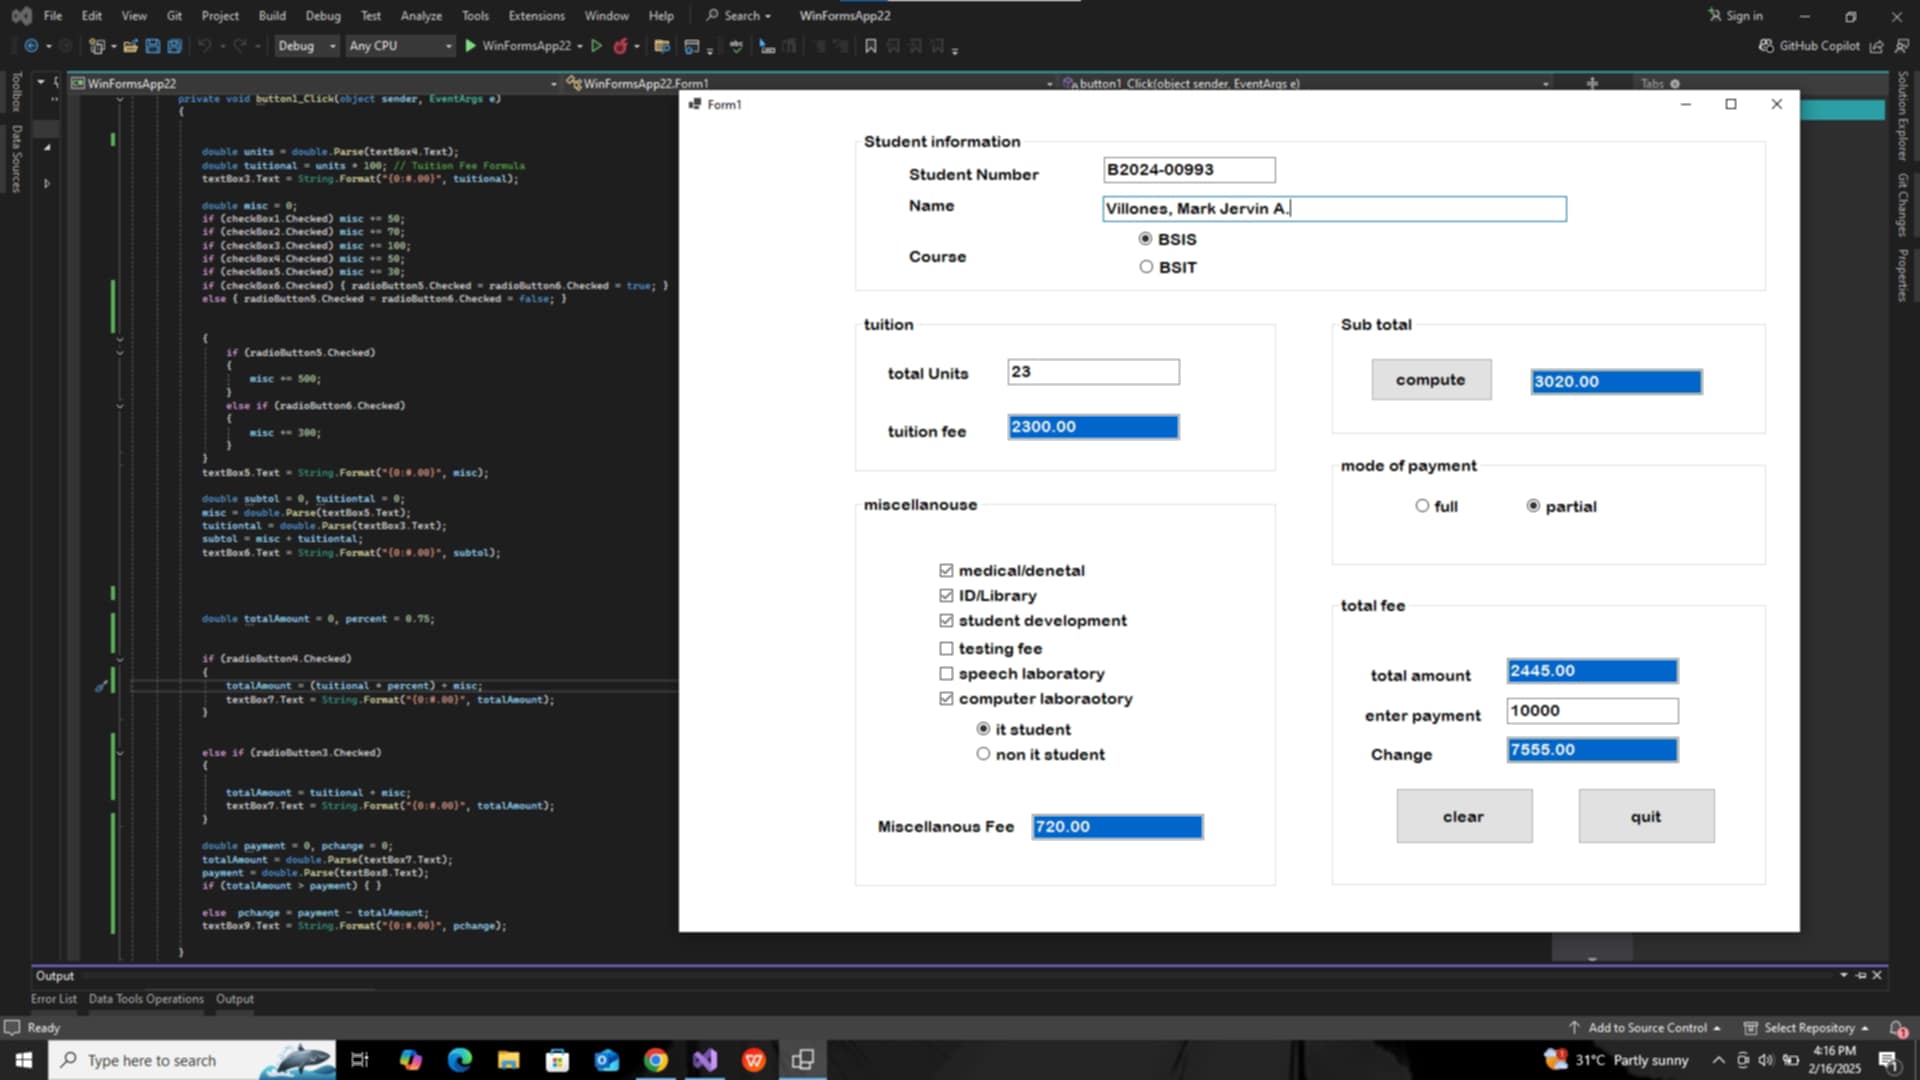 File Edit View Git Project Build Debug Test Analyze Tools Extensions Window Help Search WinFormsApp22 Sign in
Debug Any CPU WinFormsApp22 GitHub Copilot
WinFormsApp22 WinFormsApp22.Form1 button1_Click(object sender, EventArgs e) Tabs
Toolbox
Data Sources
Solution Explorer
Git Changes
Properties
private void button1_Click(object sender, EventArgs e)
{
double units = double.Parse(textBox4.Text);
double tuitional = units * 100; // Tuition Fee Formula
textBox3.Text = String.Format("{0:#.00}", tuitional);
double misc = 0;
if (checkBox1.Checked) misc += 50;
if (checkBox2.Checked) misc += 70;
if (checkBox3.Checked) misc += 100;
if (checkBox4.Checked) misc += 50;
if (checkBox5.Checked) misc += 30;
if (checkBox6.Checked) { radioButton5.Checked = radioButton6.Checked = true; }
else { radioButton5.Checked = radioButton6.Checked = false; }
{
if (radioButton5.Checked)
{
misc += 500;
}
else if (radioButton6.Checked)
{
misc += 300;
}
}
textBox5.Text = String.Format("{0:#.00}", misc);
double subtol = 0, tuitiontal = 0;
misc = double.Parse(textBox5.Text);
tuitiontal = double.Parse(textBox3.Text);
subtol = misc + tuitiontal;
textBox6.Text = String.Format("{0:#.00}", subtol);
double totalAmount = 0, percent = 0.75;
if (radioButton4.Checked)
{
totalAmount = (tuitional * percent) + misc;
textBox7.Text = String.Format("{0:#.00}", totalAmount);
}
else if (radioButton3.Checked)
{
totalAmount = tuitional + misc;
textBox7.Text = String.Format("{0:#.00}", totalAmount);
}
double payment = 0, pchange = 0;
totalAmount = double.Parse(textBox7.Text);
payment = double.Parse(textBox8.Text);
if (totalAmount > payment) { }
else pchange = payment - totalAmount;
textBox9.Text = String.Format("{0:#.00}", pchange);
}
Form1
Student information
Student Number B2024-00993
Name Villones, Mark Jervin A.
Course BSIS
BSIT
tuition
total Units 23
tuition fee 2300.00
miscellanouse
medical/denetal
ID/Library
student development
testing fee
speech laboratory
computer laboraotory
it student
non it student
Miscellanous Fee 720.00
Sub total
compute 3020.00
mode of payment
full partial
total fee
total amount 2445.00
enter payment 10000
Change 7555.00
clear quit
Output
Error List Data Tools Operations Output
Ready Add to Source Control Select Repository
Type here to search 31°C Partly sunny 4:16 PM
2/16/2025